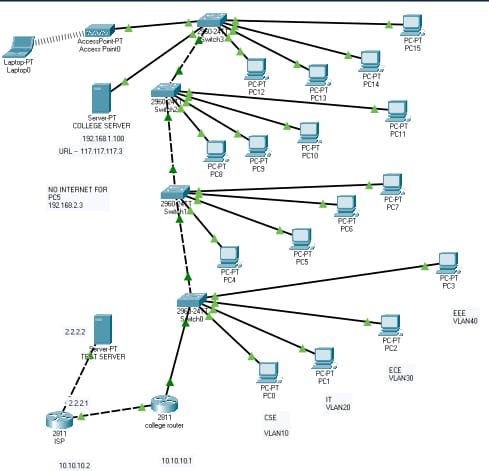 Laptop-PT
Laptop0
AccessPoint-PT
Access Point0
2960-24TT
Switch3
PC-PT
PC15
PC-PT
PC14
PC-PT
PC13
PC-PT
PC12
Server-PT
COLLEGE SERVER
192.168.1.100
URL – 117.117.117.3
2960-24TT
Switch2
PC-PT
PC11
PC-PT
PC10
PC-PT
PC9
PC-PT
PC8
NO INTERNET FOR
PC5
192.168.2.3
2960-24TT
Switch1
PC-PT
PC7
PC-PT
PC6
PC-PT
PC5
PC-PT
PC4
2960-24TT
Switch0
PC-PT
PC3
EEE
VLAN40
PC-PT
PC2
ECE
VLAN30
PC-PT
PC1
IT
VLAN20
PC-PT
PC0
CSE
VLAN10
2.2.2.2
Server-PT
TEST SERVER
2.2.2.1
2811
ISP
10.10.10.2
2811
college router
10.10.10.1